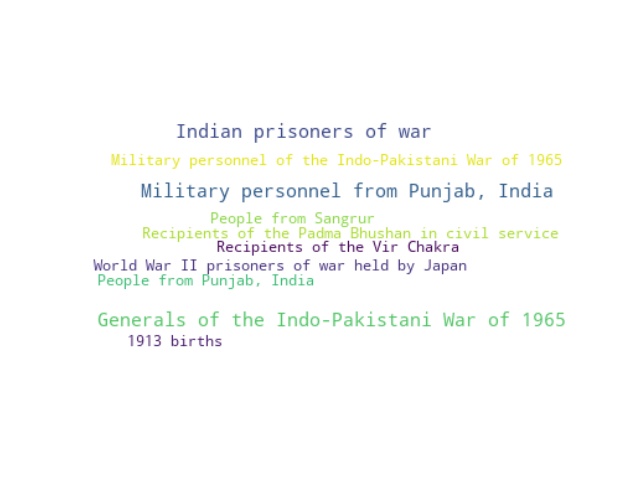 Indian prisoners of war
Military personnel of the Indo-Pakistani War of 1965
Military personnel from Punjab, India
People from Sangrur
Recipients of the Padma Bhushan in civil service
Recipients of the Vir Chakra
World War II prisoners of war held by Japan
People from Punjab, India
Generals of the Indo-Pakistani War of 1965
1913 births